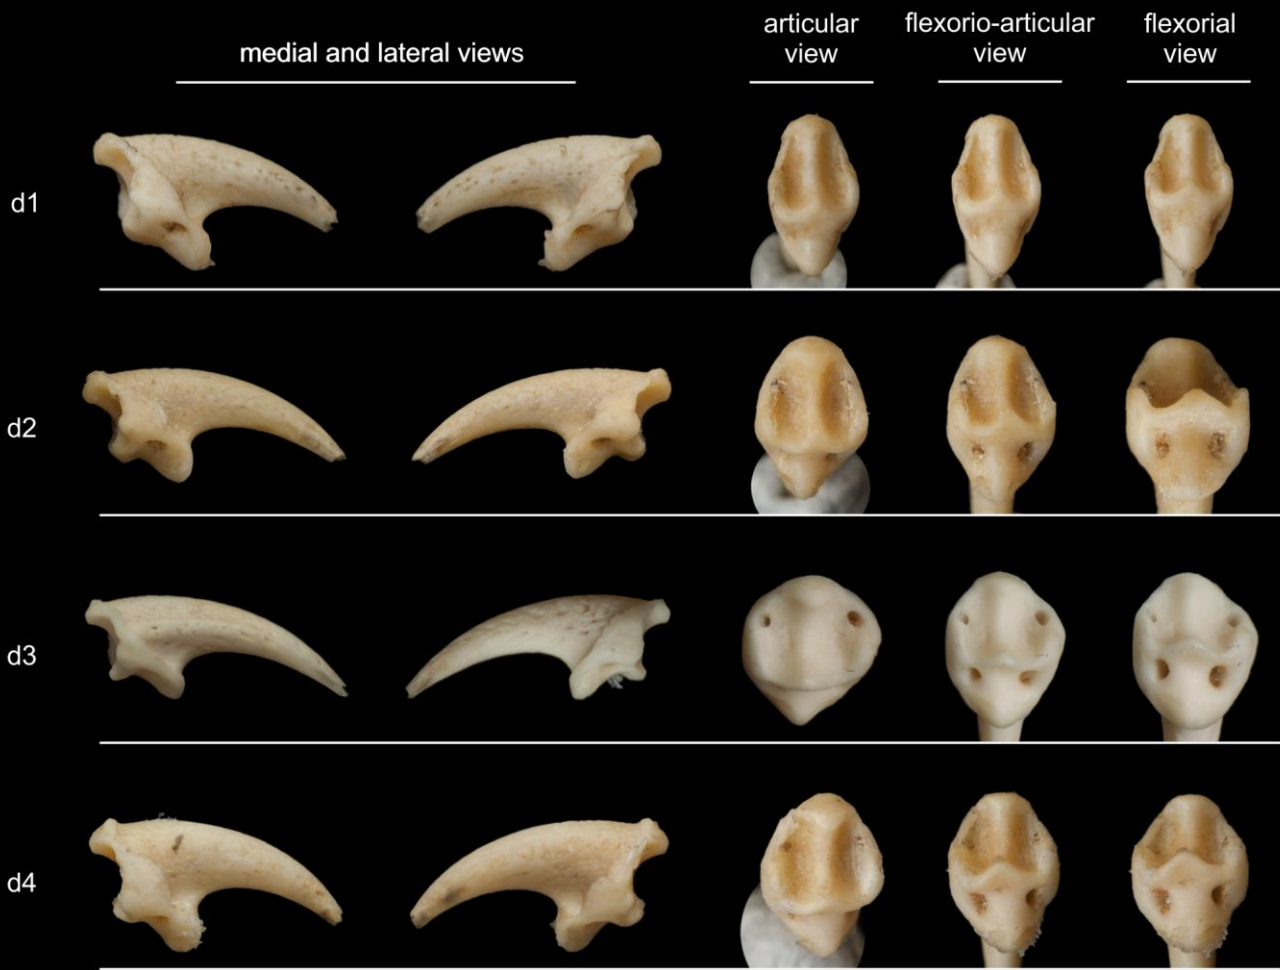 medial and lateral views
articular
view
flexorio-articular
view
flexorial
view
d1
d2
d3
d4